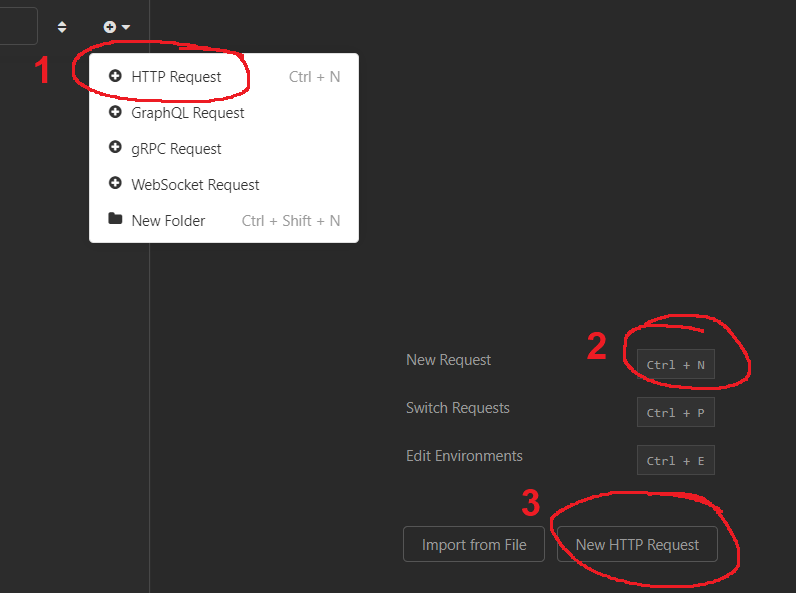 1
HTTP Request Ctrl + N
GraphQL Request
gRPC Request
WebSocket Request
New Folder Ctrl + Shift + N
2
New Request Ctrl + N
Switch Requests Ctrl + P
Edit Environments Ctrl + E
3
Import from File New HTTP Request